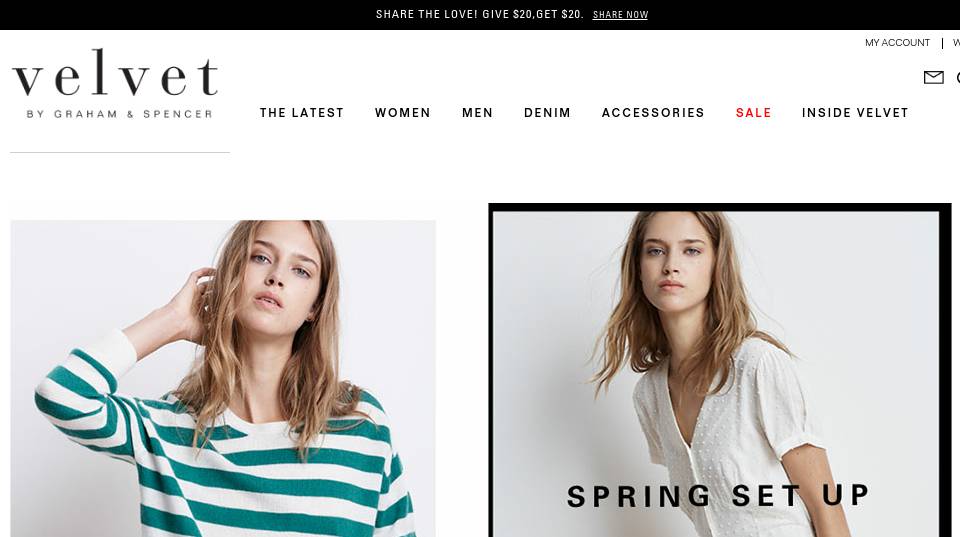 SHARE THE LOVE! GIVE $20,GET $20. SHARE NOW
MY ACCOUNT
velvet
BY GRAHAM & SPENCER
THE LATEST WOMEN MEN DENIM ACCESSORIES SALE INSIDE VELVET
SPRING SET UP